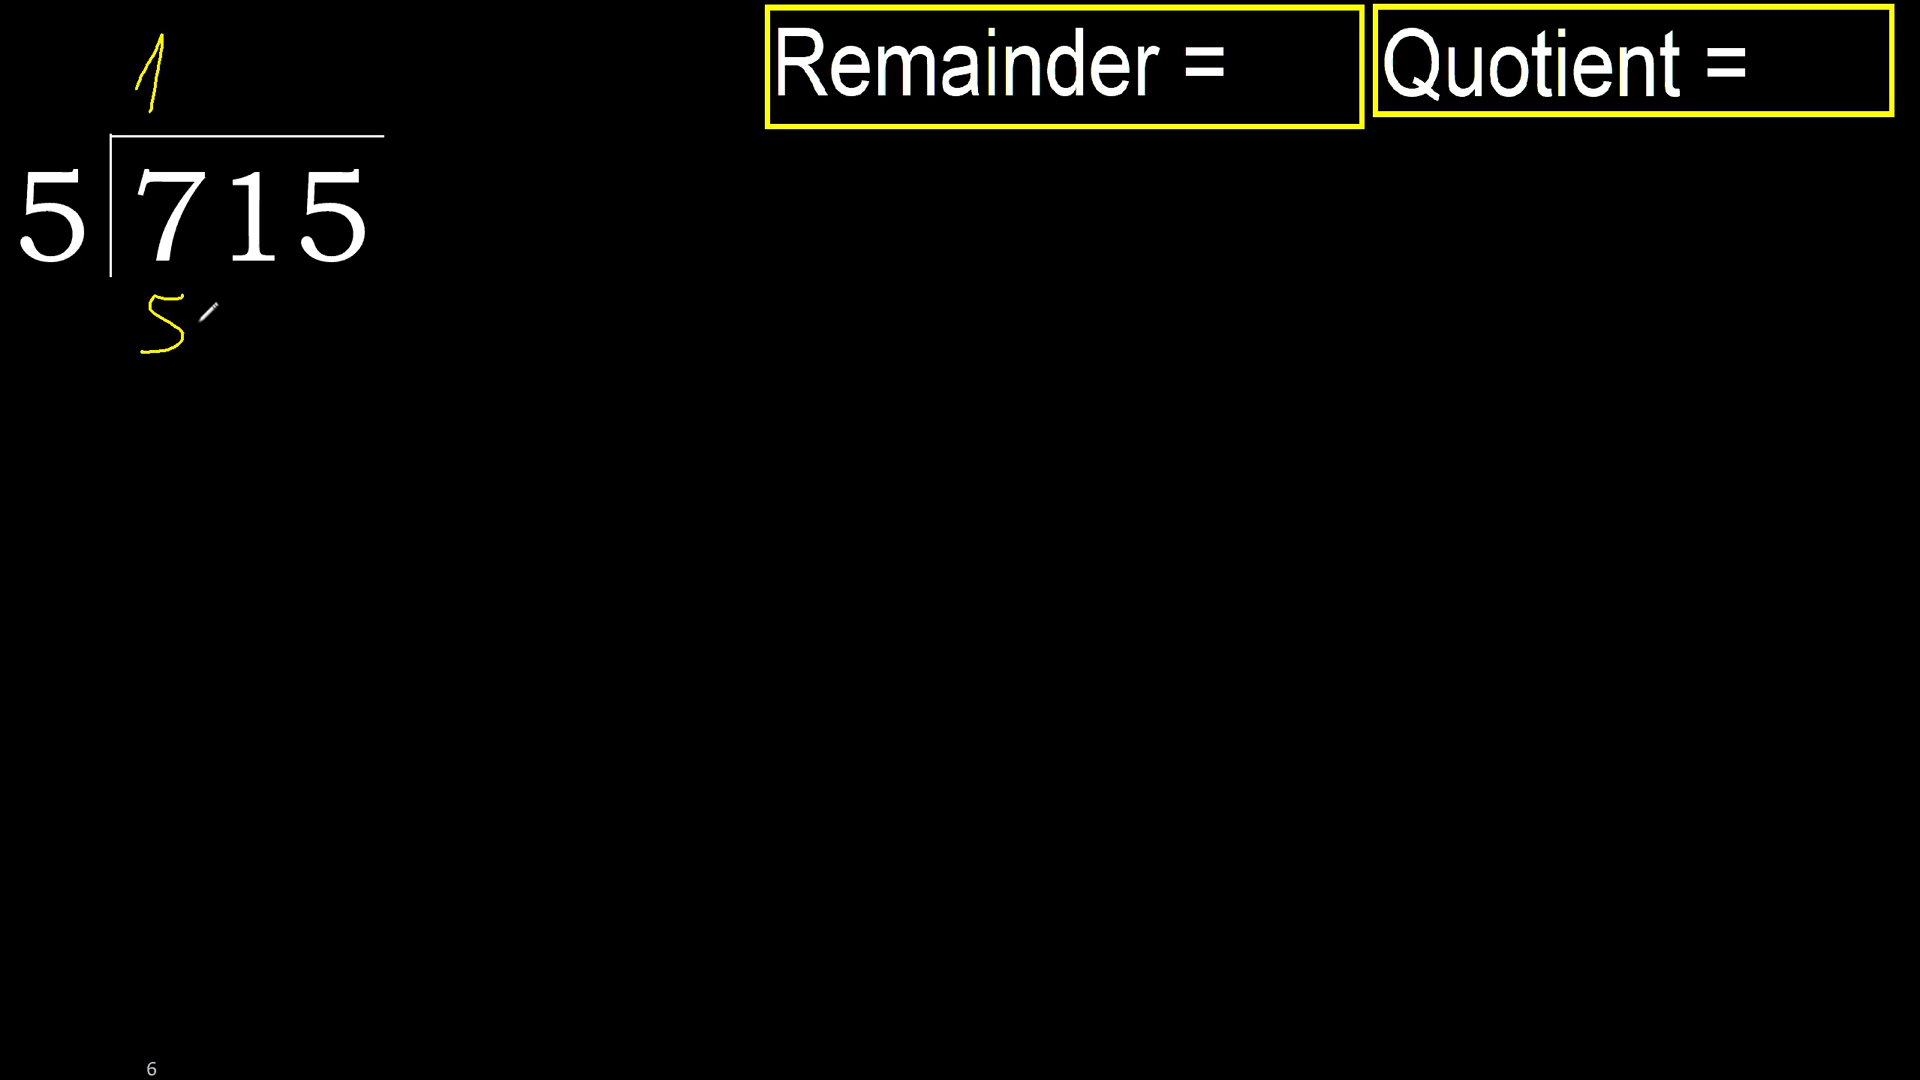 1
Remainder =
Quotient =
5 715
5
6